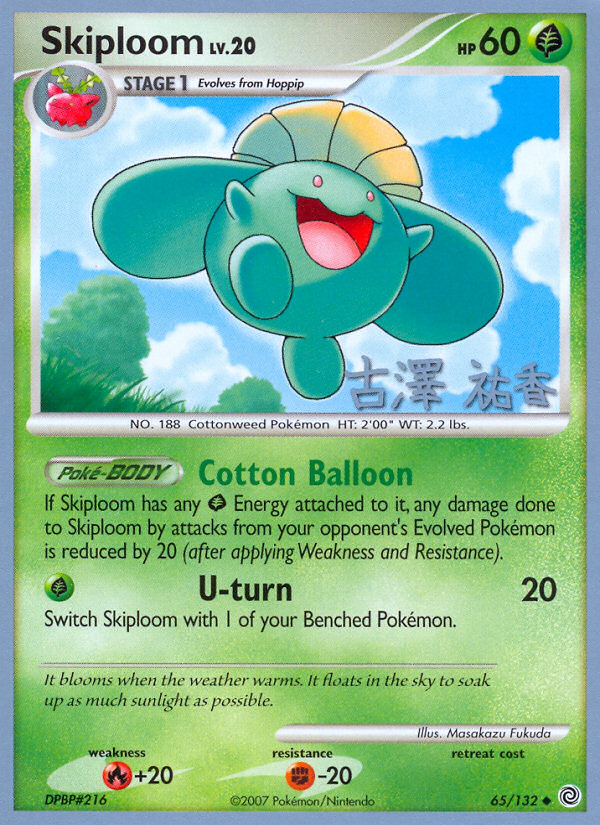 Skiploom LV.20 HP 60
STAGE 1 Evolves from Hoppip
古澤 祐香
NO. 188 Cottonweed Pokémon HT: 2'00" WT: 2.2 lbs.
Poké-BODY Cotton Balloon
If Skiploom has any Energy attached to it, any damage done
to Skiploom by attacks from your opponent's Evolved Pokémon
is reduced by 20 (after applying Weakness and Resistance).
U-turn 20
Switch Skiploom with 1 of your Benched Pokémon.
It blooms when the weather warms. It floats in the sky to soak
up as much sunlight as possible.
Illus. Masakazu Fukuda
weakness resistance retreat cost
+20 -20
DPBP#216 ©2007 Pokémon/Nintendo 65/132